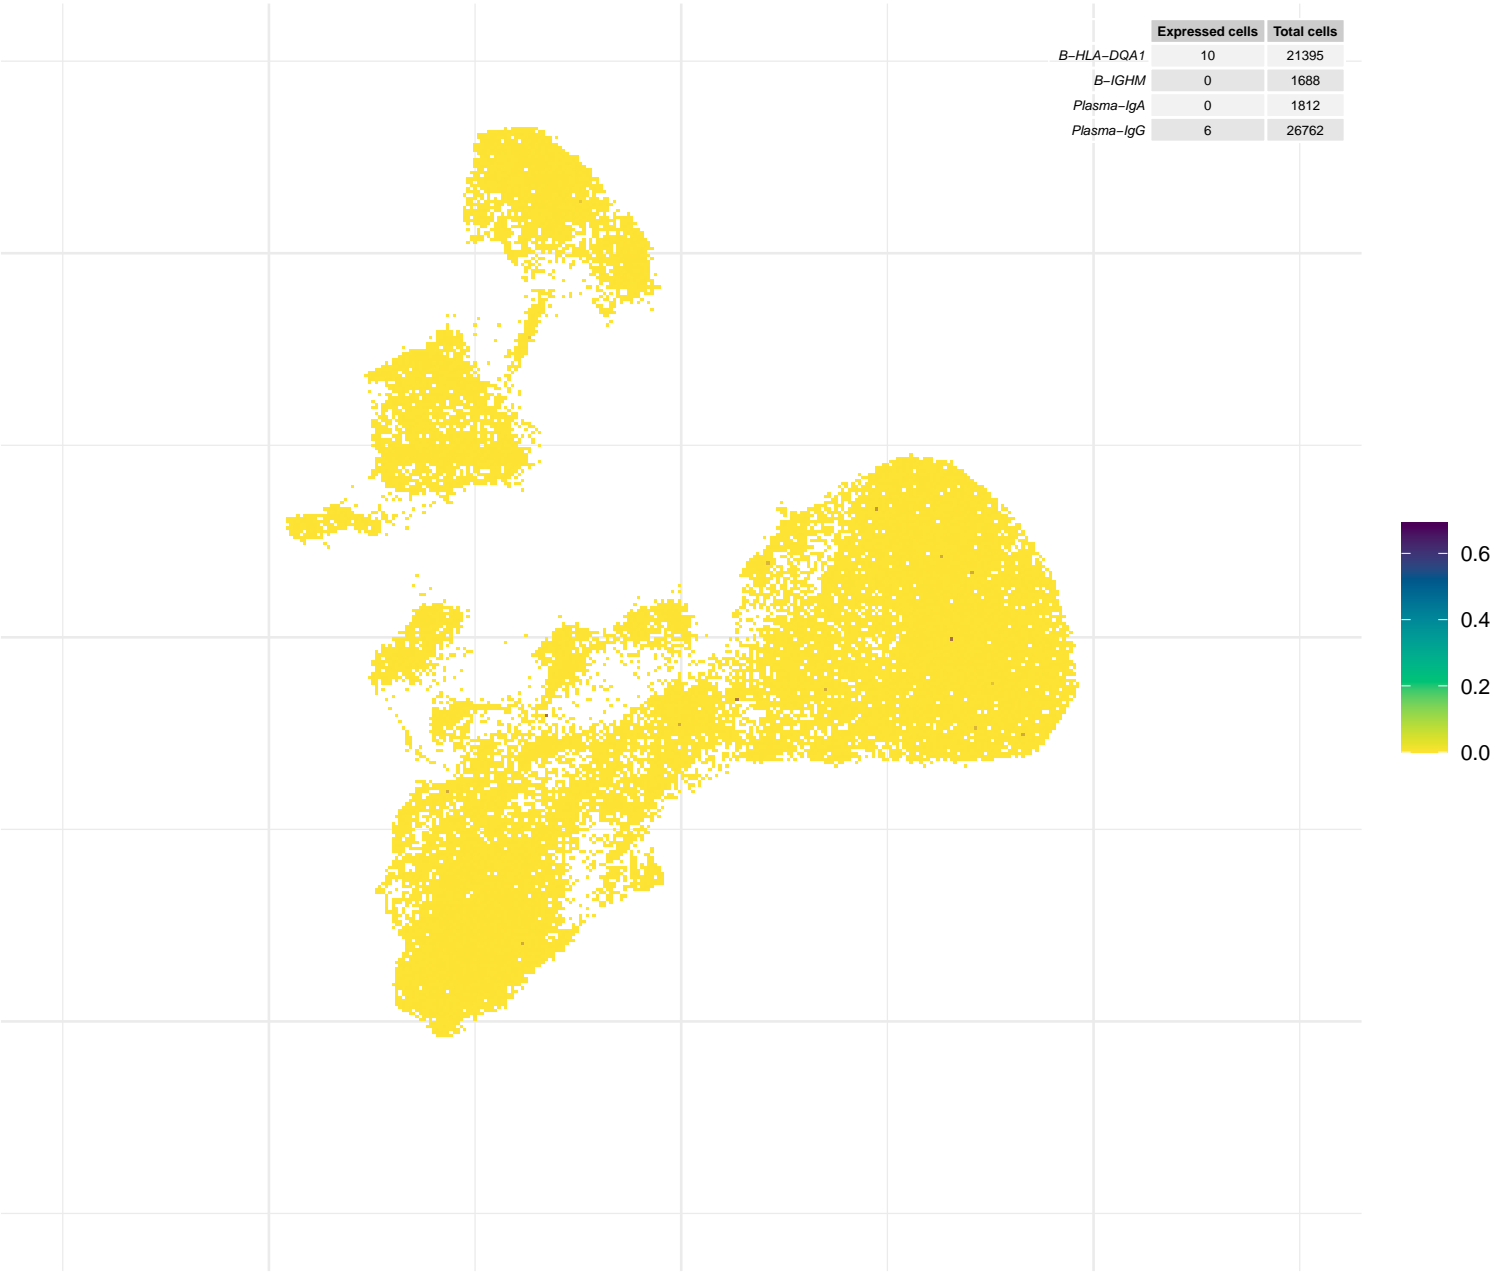 Expressed cells Total cells
B−HLA−DQA1 10 21395
B−IGHM 0 1688
Plasma−IgA 0 1812
Plasma−IgG 6 26762
0.6
0.4
0.2
0.0